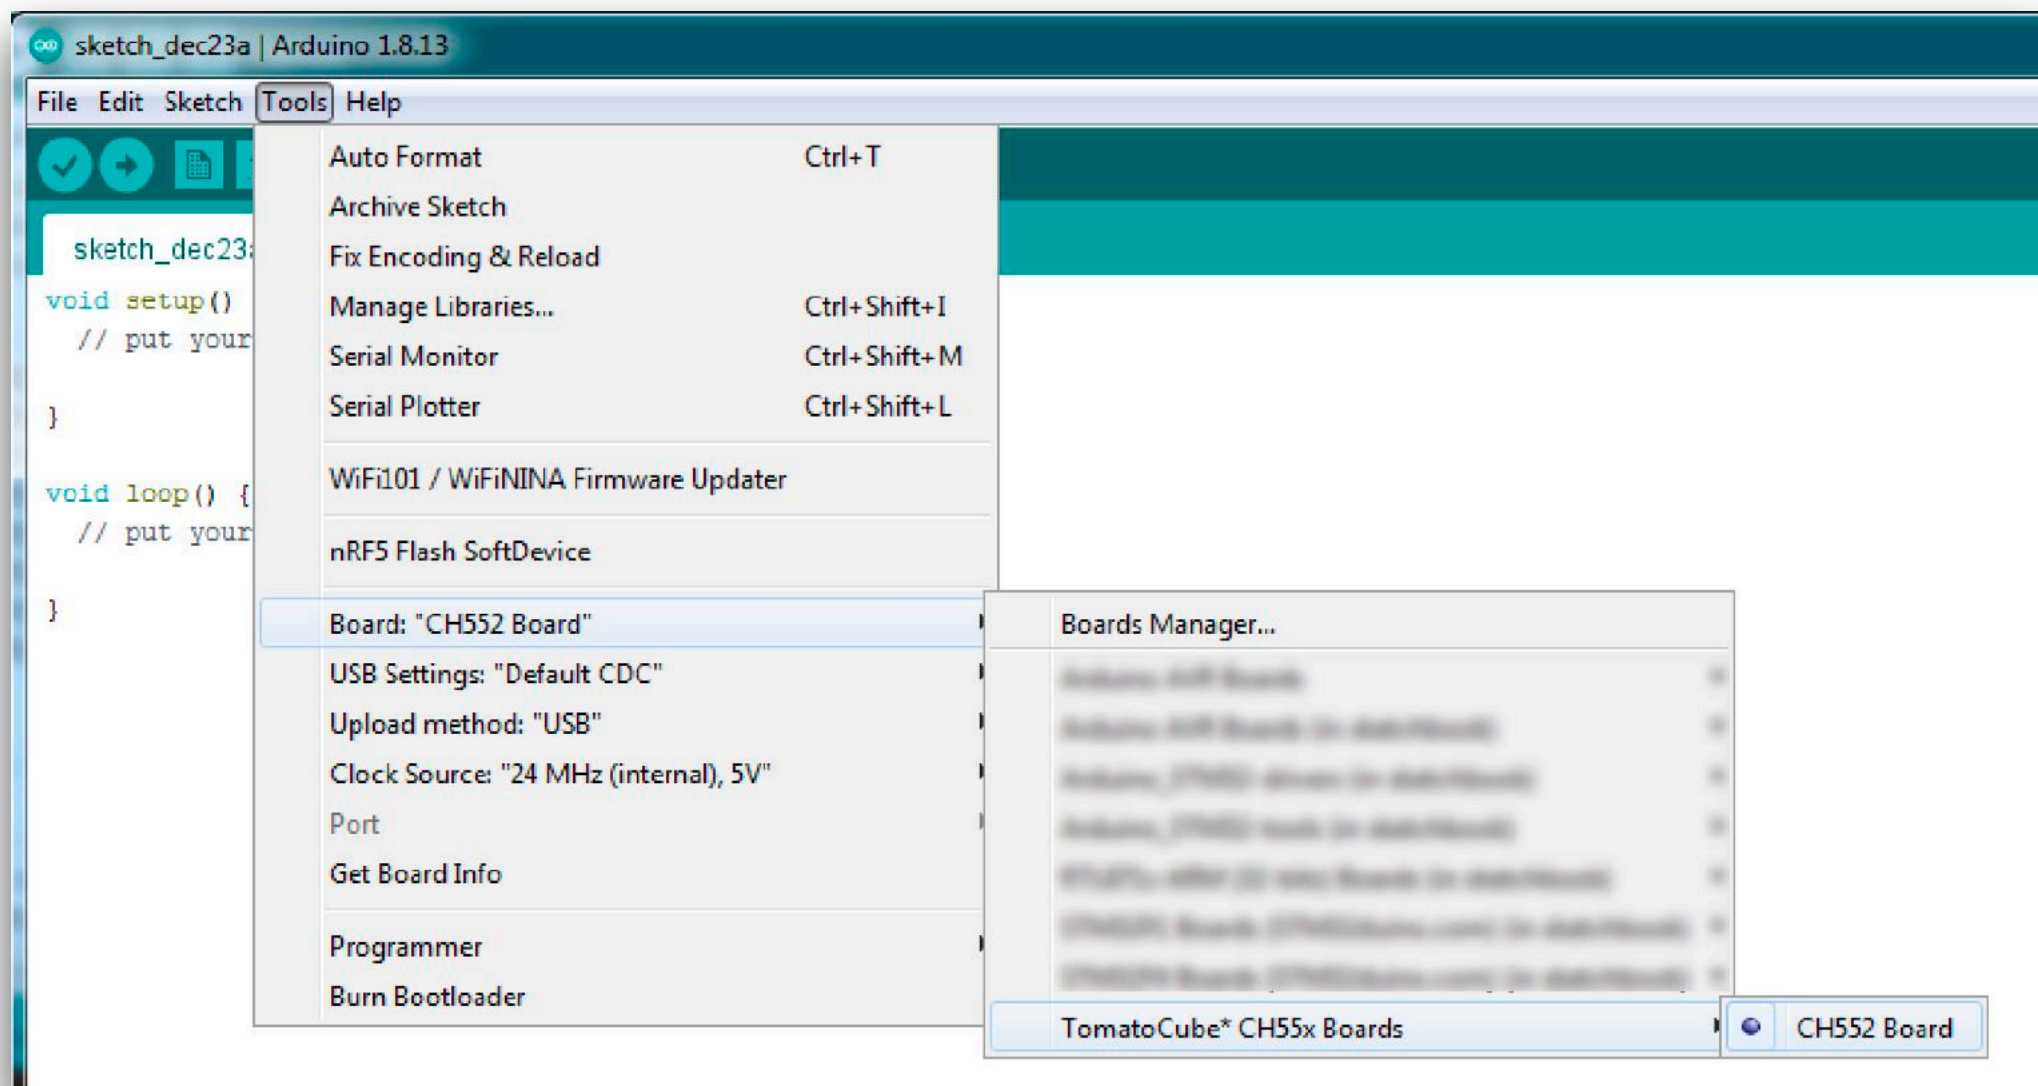 sketch_dec23a | Arduino 1.8.13
File Edit Sketch Tools Help
Auto Format Ctrl+T
Archive Sketch
sketch_dec23a
Fix Encoding & Reload
void setup()
Manage Libraries... Ctrl+Shift+I
// put your
Serial Monitor Ctrl+Shift+M
Serial Plotter Ctrl+Shift+L
}
WiFi101 / WiFiNINA Firmware Updater
void loop() {
// put your
nRF5 Flash SoftDevice
}
Board: "CH552 Board"
Boards Manager...
USB Settings: "Default CDC"
Upload method: "USB"
Clock Source: "24 MHz (internal), 5V"
Port
Get Board Info
Programmer
Burn Bootloader
TomatoCube* CH55x Boards
CH552 Board